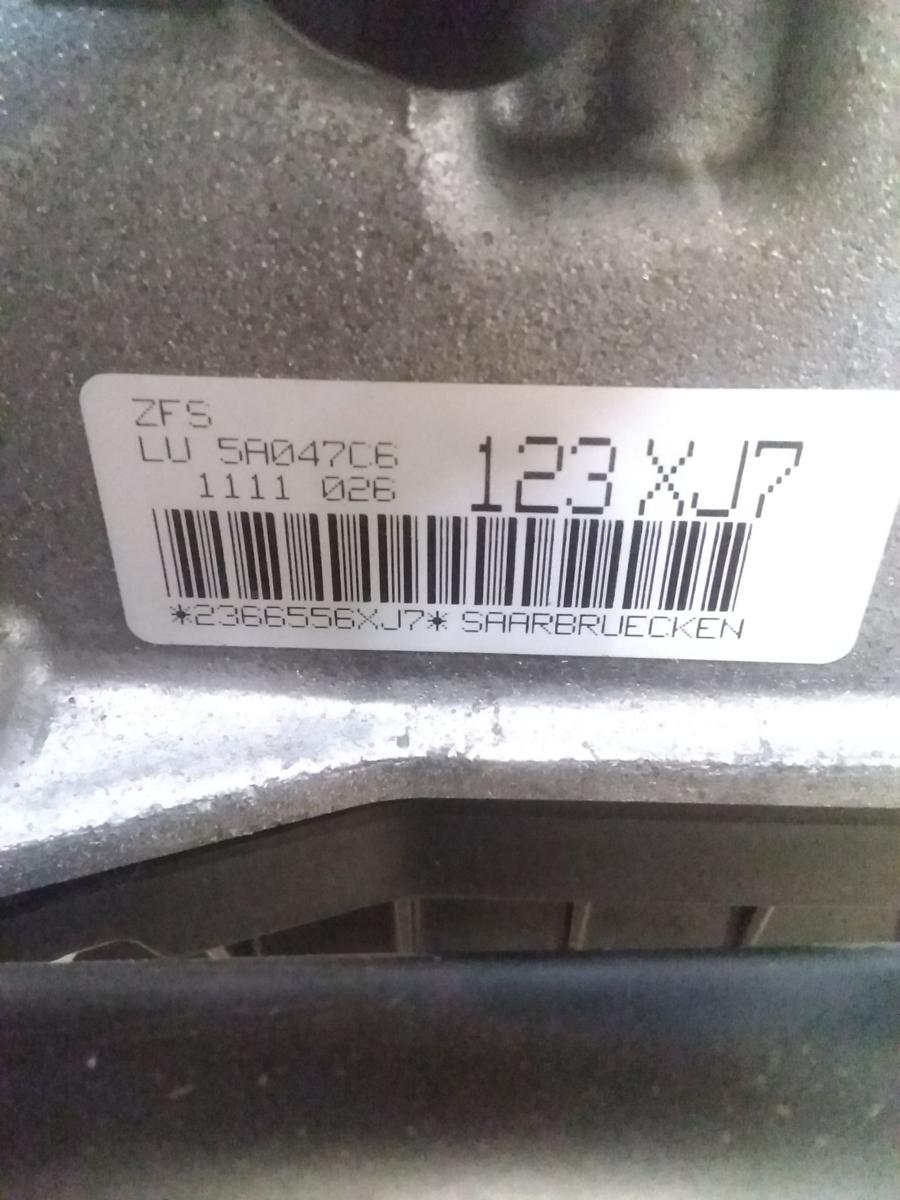 ZFS
LU 5A047C6
1111 026
123 XJ7
*2366556XJ7* SAARBRUECKEN